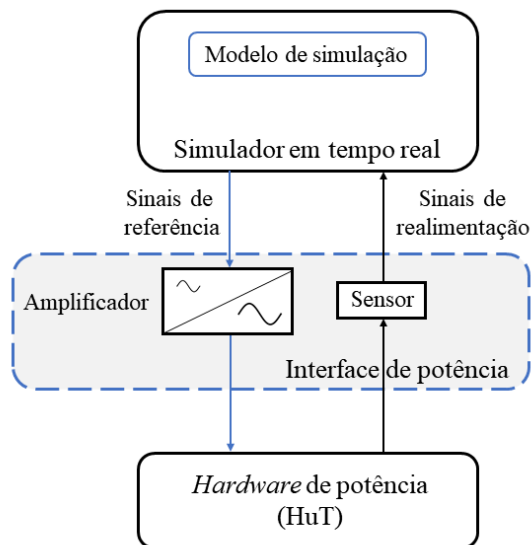 Modelo de simulação
Simulador em tempo real
Sinais de
referência
Sinais de
realimentação
Amplificador
Sensor
Interface de potência
Hardware de potência
(HuT)